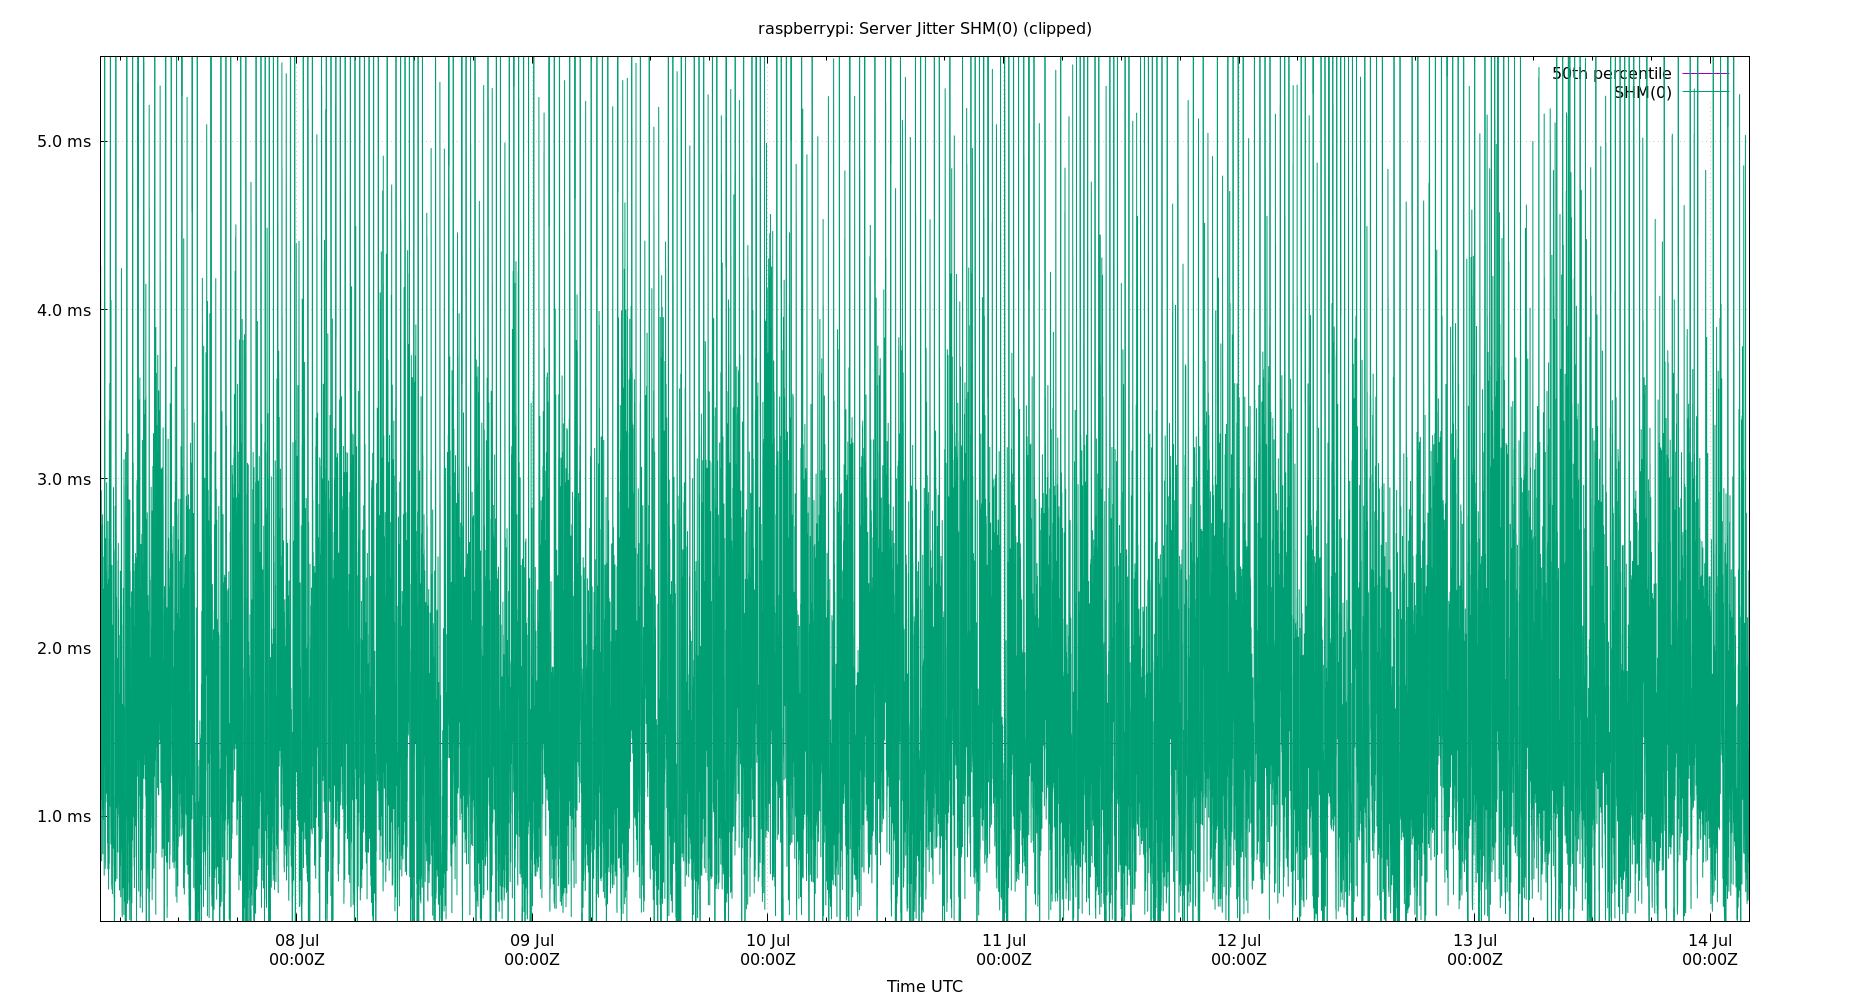 raspberrypi: Server Jitter SHM(0) (clipped)
50th percentile
SHM(0)
5.0 ms
4.0 ms
3.0 ms
2.0 ms
1.0 ms
08 Jul 09 Jul 10 Jul 11 Jul 12 Jul 13 Jul 14 Jul
00:00Z 00:00Z 00:00Z 00:00Z 00:00Z 00:00Z 00:00Z
Time UTC